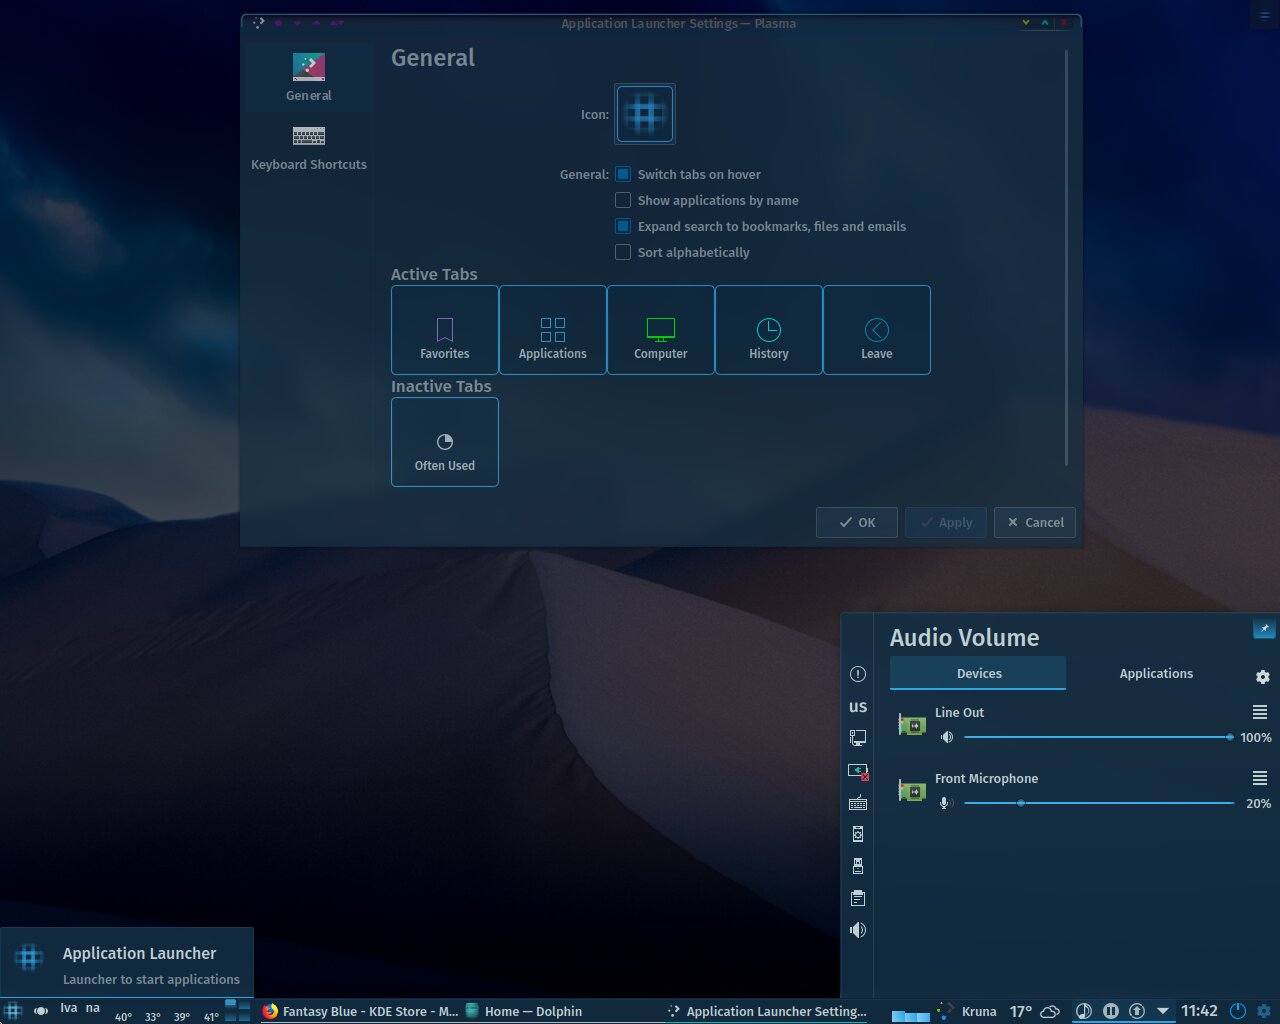 Application Launcher Settings — Plasma
General
General
Icon:
Keyboard Shortcuts
General: Switch tabs on hover
Show applications by name
Expand search to bookmarks, files and emails
Sort alphabetically
Active Tabs
Favorites Applications Computer History Leave
Inactive Tabs
Often Used
OK Apply Cancel
Audio Volume
Devices Applications
us
Line Out
100%
Front Microphone
20%
Application Launcher
Launcher to start applications
Iva na 40° 33° 39° 41° Fantasy Blue - KDE Store - M... Home — Dolphin Application Launcher Setting... Kruna 17° 11:42